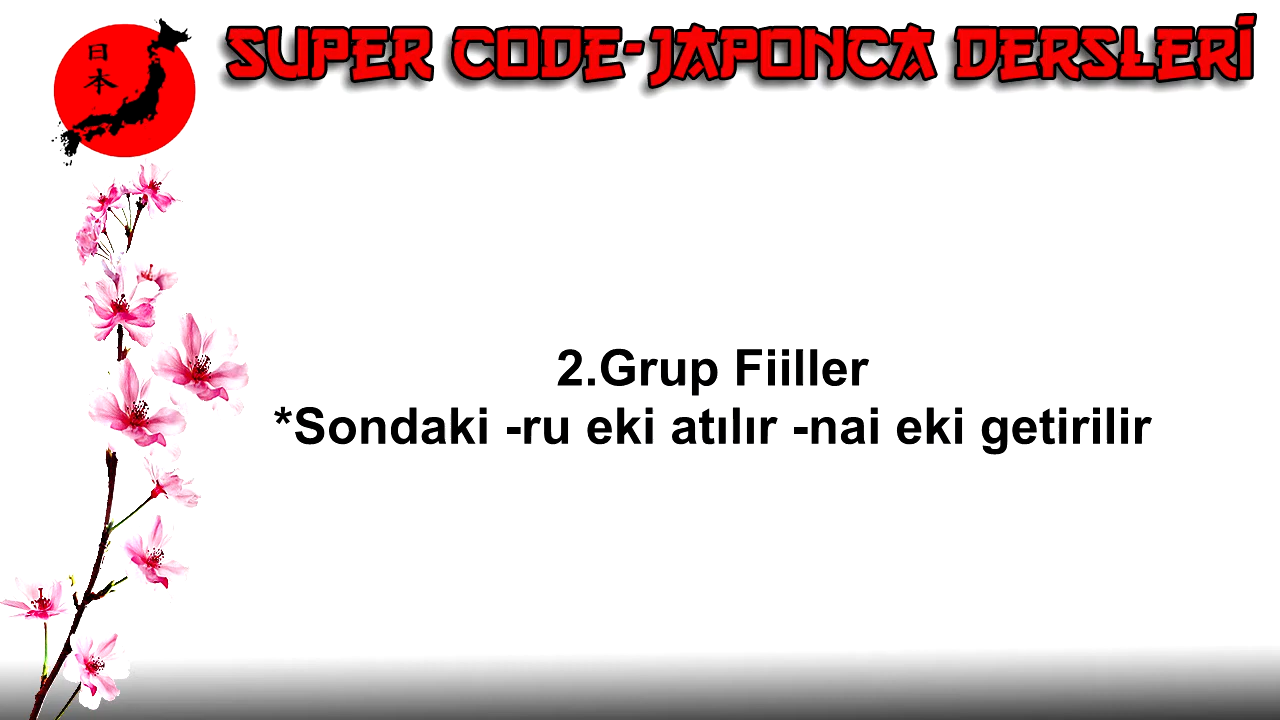 日本
SUPER CODE-JAPONCA DERSLERİ
2.Grup Fiiller
*Sondaki -ru eki atılır -nai eki getirilir